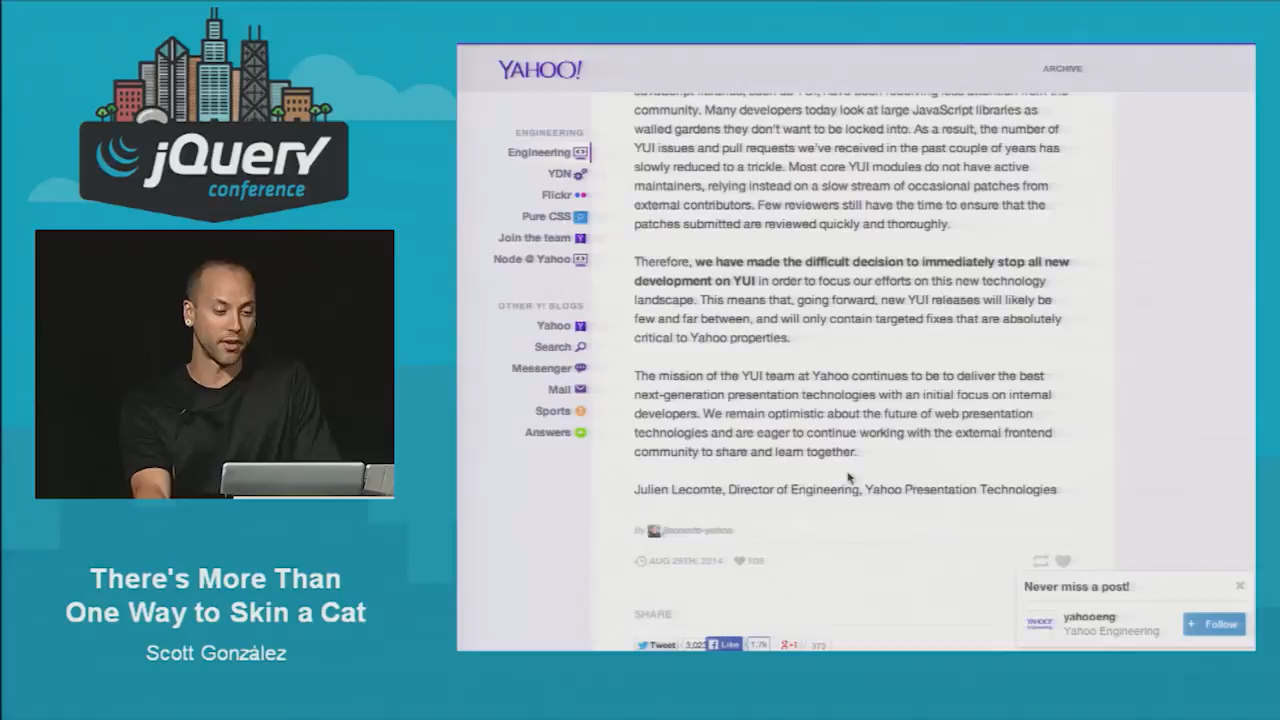 jQuery
conference
There's More Than
One Way to Skin a Cat
Scott González
YAHOO!
ARCHIVE
ENGINEERING
Engineering
YDN
Flickr
Pure CSS
Join the team
Node @ Yahoo
OTHER Y! BLOGS
Yahoo
Search
Messenger
Mail
Sports
Answers
community. Many developers today look at large JavaScript libraries as
walled gardens they don't want to be locked into. As a result, the number of
YUI issues and pull requests we've received in the past couple of years has
slowly reduced to a trickle. Most core YUI modules do not have active
maintainers, relying instead on a slow stream of occasional patches from
external contributors. Few reviewers still have the time to ensure that the
patches submitted are reviewed quickly and thoroughly.
Therefore, we have made the difficult decision to immediately stop all new
development on YUI in order to focus our efforts on this new technology
landscape. This means that, going forward, new YUI releases will likely be
few and far between, and will only contain targeted fixes that are absolutely
critical to Yahoo properties.
The mission of the YUI team at Yahoo continues to be to deliver the best
next-generation presentation technologies with an initial focus on internal
developers. We remain optimistic about the future of web presentation
technologies and are eager to continue working with the external frontend
community to share and learn together.
Julien Lecomte, Director of Engineering, Yahoo Presentation Technologies
By jlecomte-yahoo
AUG 29TH, 2014 108
SHARE
Tweet Like 1.7k g+1 373
Never miss a post!
yahooeng
Yahoo Engineering
+ Follow